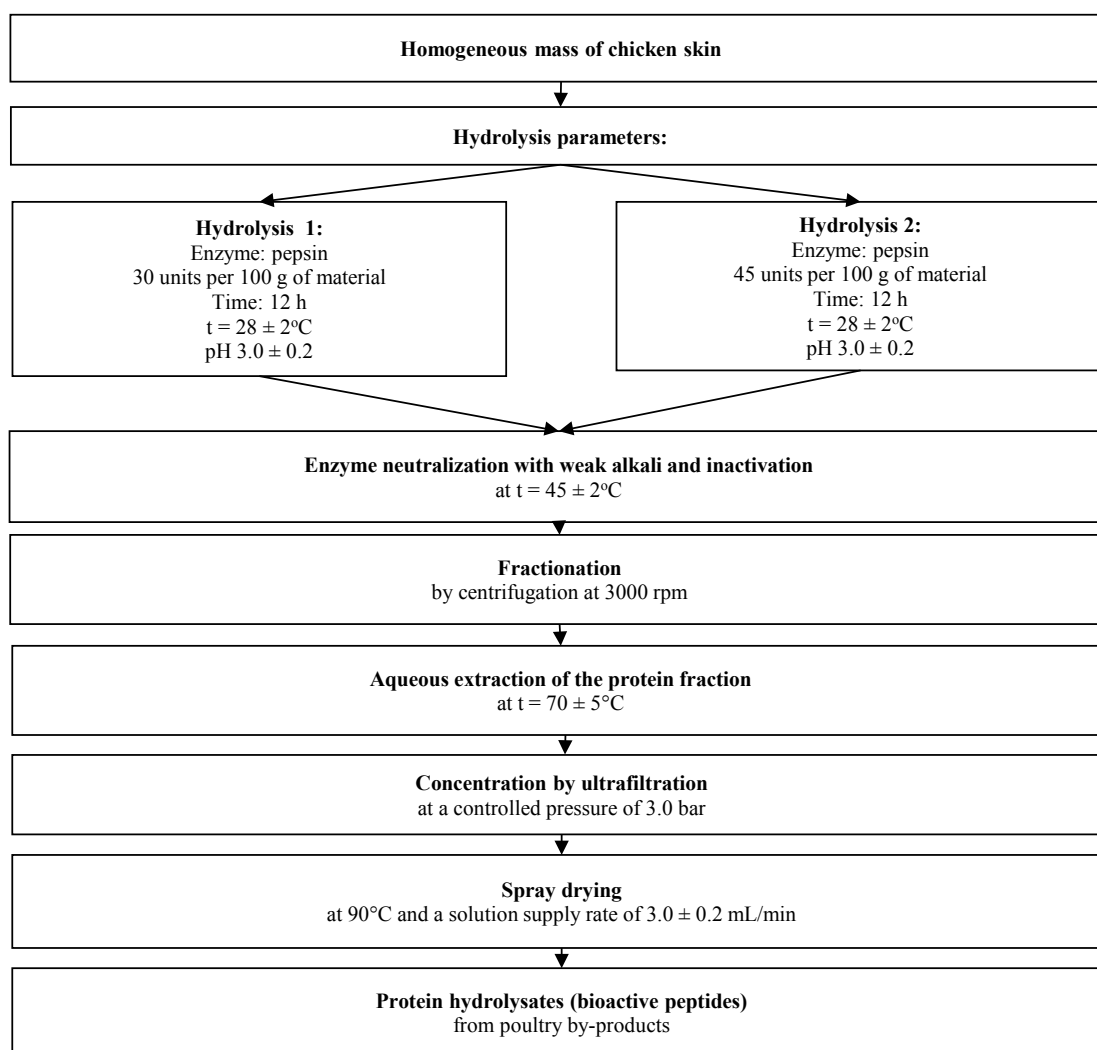 Homogeneous mass of chicken skin
Hydrolysis parameters:
Hydrolysis 1:
Enzyme: pepsin
30 units per 100 g of material
Time: 12 h
t = 28 ± 2°C
pH 3.0 ± 0.2
Hydrolysis 2:
Enzyme: pepsin
45 units per 100 g of material
Time: 12 h
t = 28 ± 2°C
pH 3.0 ± 0.2
Enzyme neutralization with weak alkali and inactivation
at t = 45 ± 2°C
Fractionation
by centrifugation at 3000 rpm
Aqueous extraction of the protein fraction
at t = 70 ± 5°C
Concentration by ultrafiltration
at a controlled pressure of 3.0 bar
Spray drying
at 90°C and a solution supply rate of 3.0 ± 0.2 mL/min
Protein hydrolysates (bioactive peptides)
from poultry by-products